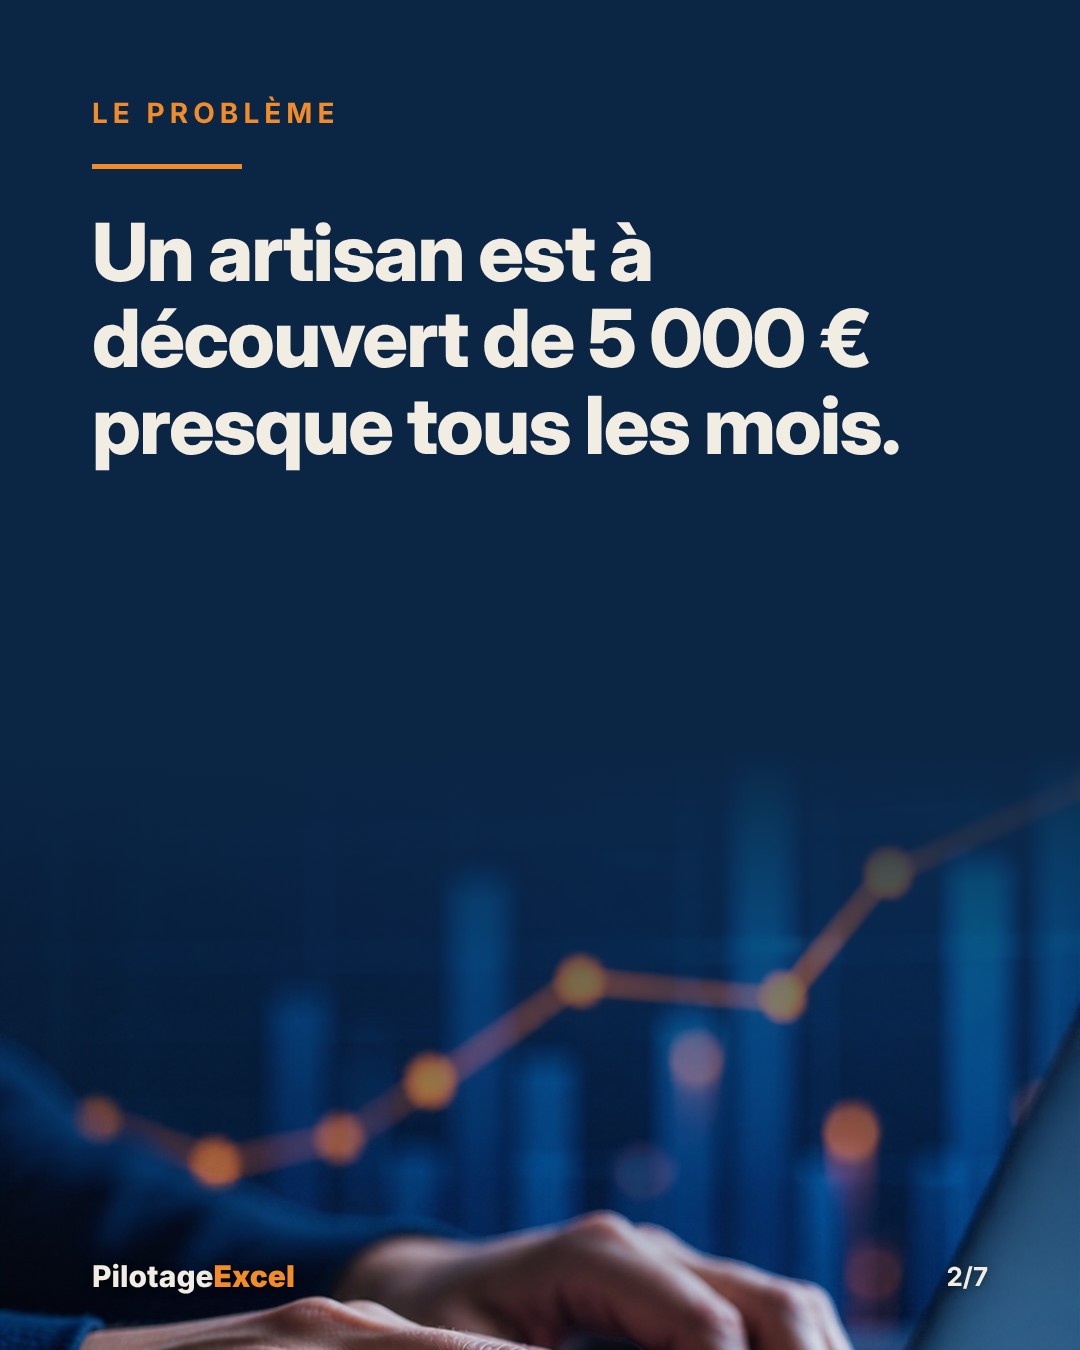 LE PROBLÈME
Un artisan est à
découvert de 5 000 €
presque tous les mois.
PilotageExcel
2/7